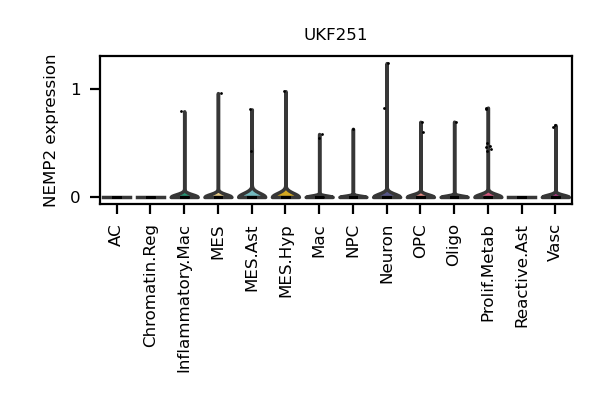 UKF251
NEMP2 expression
1
0
AC
Chromatin.Reg
Inflammatory.Mac
MES
MES.Ast
MES.Hyp
Mac
NPC
Neuron
OPC
Oligo
Prolif.Metab
Reactive.Ast
Vasc